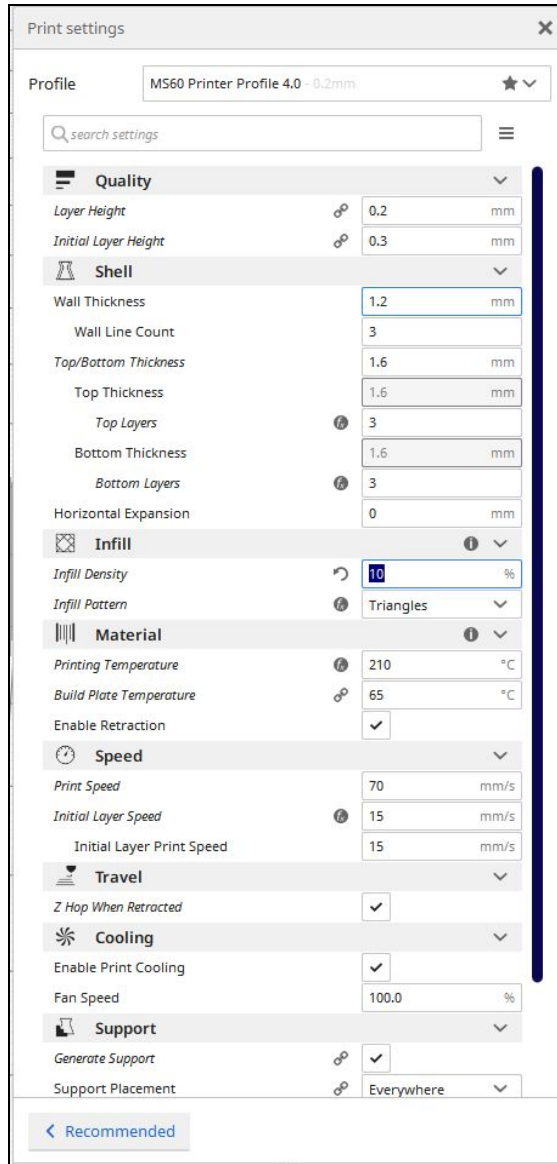 Print settings
Profile MS60 Printer Profile 4.0 - 0.2mm
search settings
Quality
Layer Height 0.2 mm
Initial Layer Height 0.3 mm
Shell
Wall Thickness 1.2 mm
Wall Line Count 3
Top/Bottom Thickness 1.6 mm
Top Thickness 1.6 mm
Top Layers 3
Bottom Thickness 1.6 mm
Bottom Layers 3
Horizontal Expansion 0 mm
Infill
Infill Density 10 %
Infill Pattern Triangles
Material
Printing Temperature 210 °C
Build Plate Temperature 65 °C
Enable Retraction
Speed
Print Speed 70 mm/s
Initial Layer Speed 15 mm/s
Initial Layer Print Speed 15 mm/s
Travel
Z Hop When Retracted
Cooling
Enable Print Cooling
Fan Speed 100.0 %
Support
Generate Support
Support Placement Everywhere
Recommended